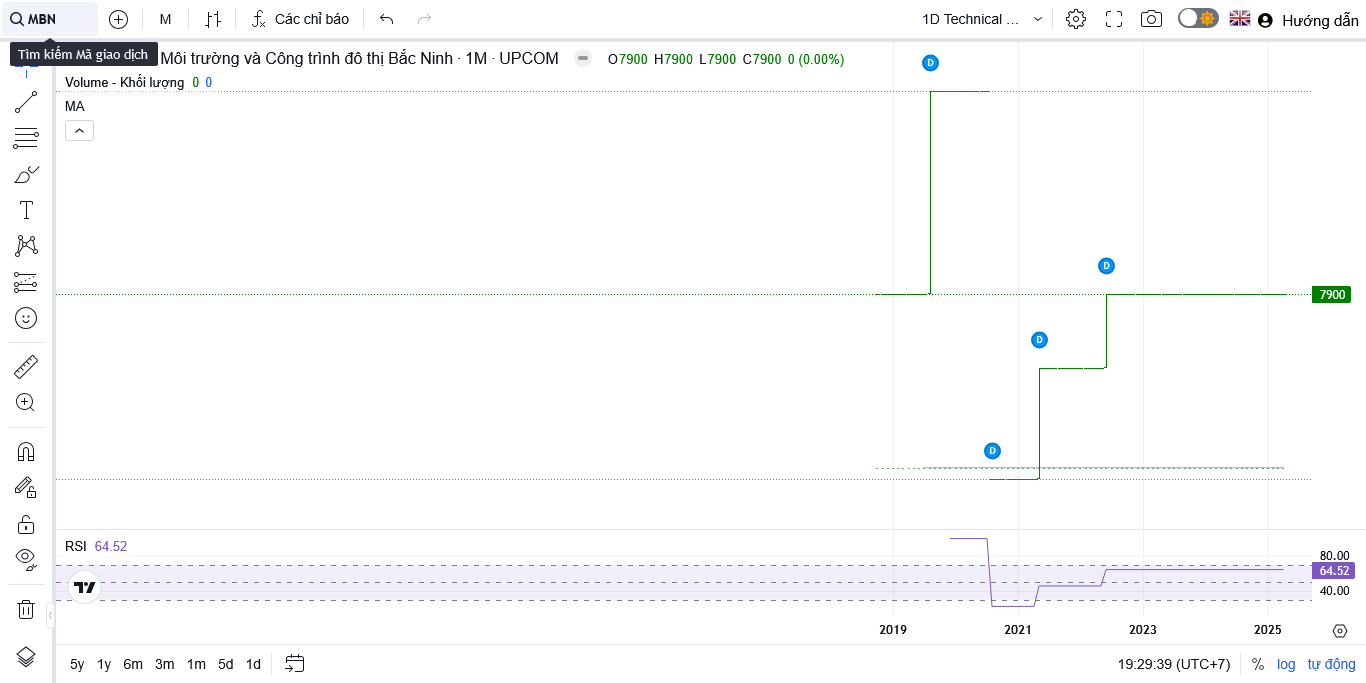 MBN
M
Các chỉ báo
1D Technical ...
Hướng dẫn
Tìm kiếm Mã giao dịch
Môi trường và Công trình đô thị Bắc Ninh · 1M · UPCOM
O7900 H7900 L7900 C7900 0 (0.00%)
Volume - Khối lượng 0 0
MA
D
D
7900
D
D
RSI 64.52
80.00
64.52
40.00
2019 2021 2023 2025
5y 1y 6m 3m 1m 5d 1d
19:29:39 (UTC+7)
% log tự động